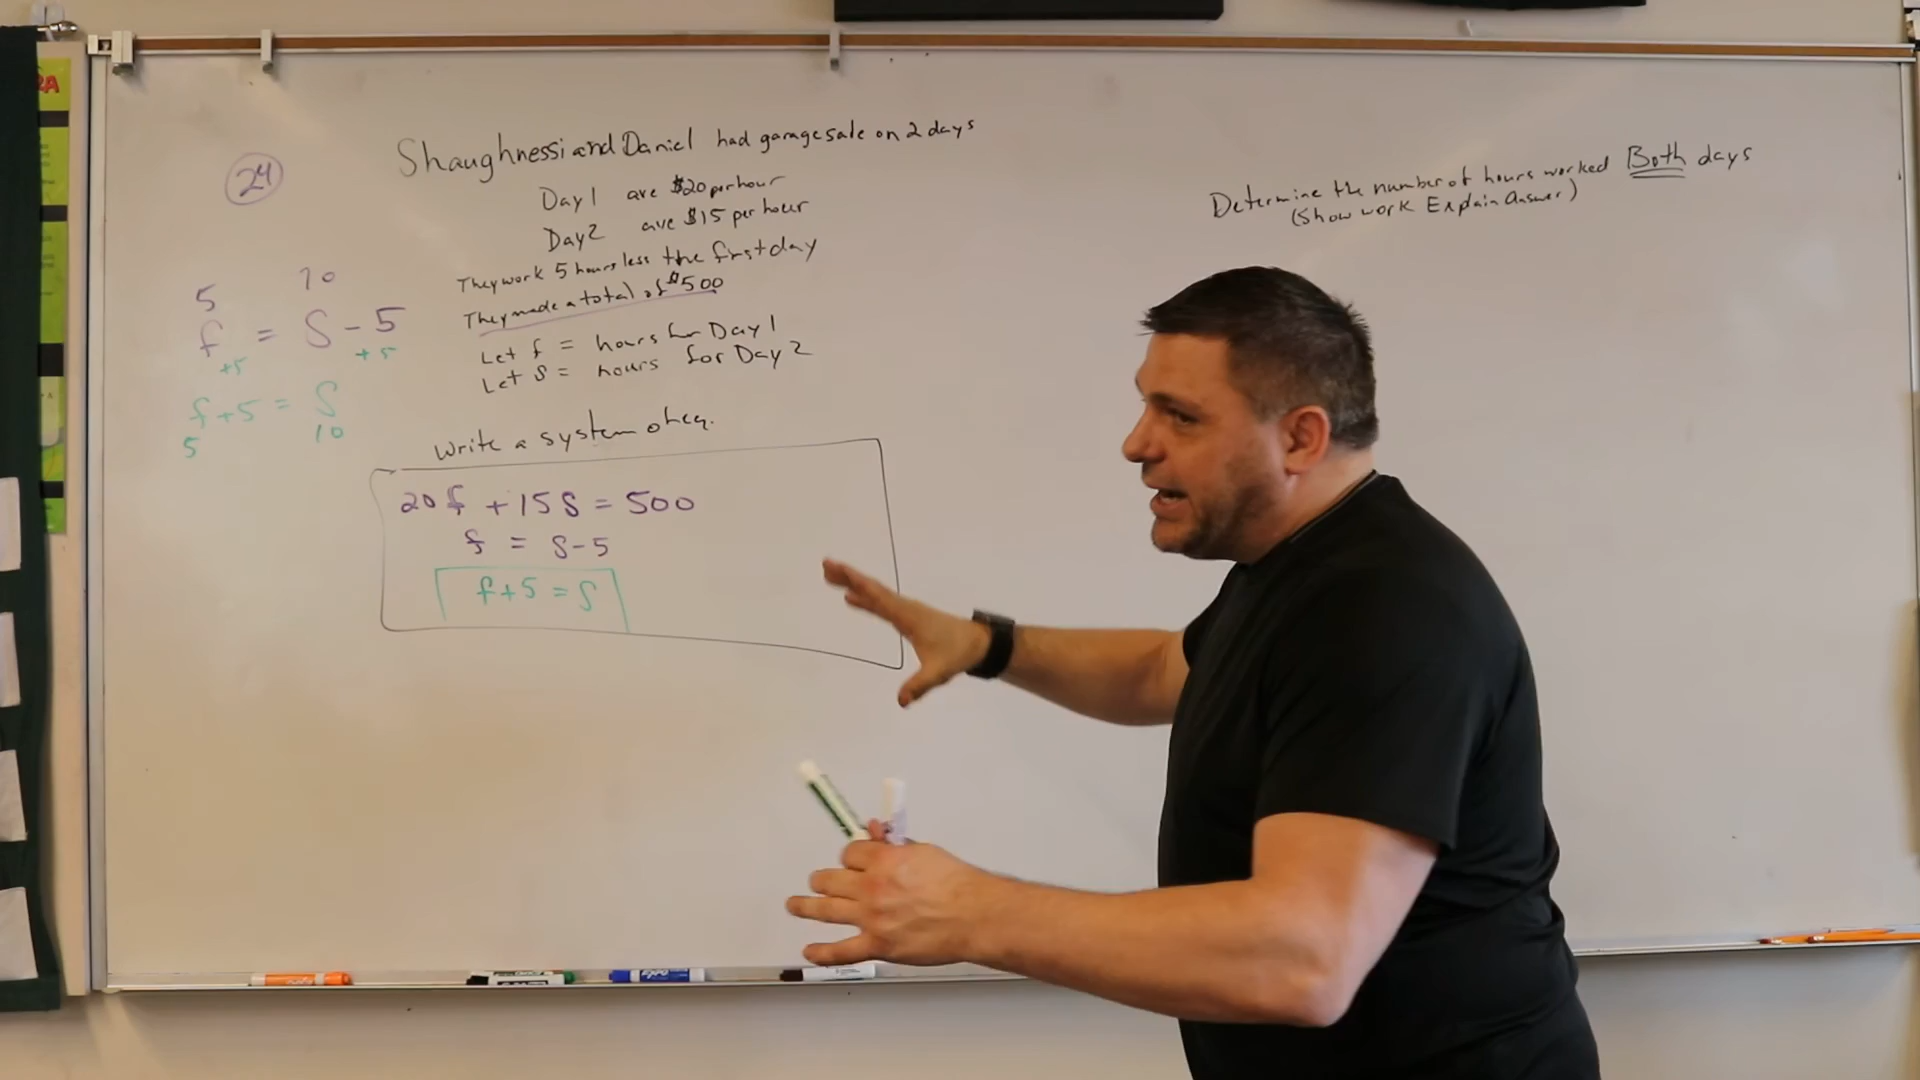 RA
24
Shaughnessi and Daniel had garage sale on 2 days
Day 1 ave $20 per hour
Day 2 ave $15 per hour
They work 5 hours less the first day
They made a total of $500
Let f = hours for Day 1
Let S = hours for Day 2
5 10
f = S - 5
+5 +5
f + 5 = S
5 10
Write a system of eq.
20f + 15S = 500
f = S - 5
f + 5 = S
Determine the number of hours worked Both days
(Show work Explain Answer)
EXPO